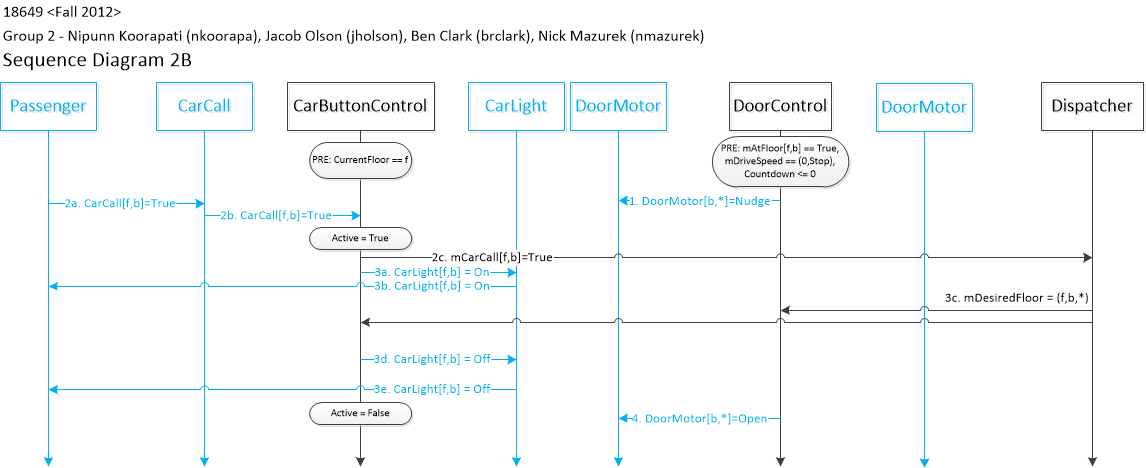 18649 <Fall 2012>
Group 2 - Nipunn Koorapati (nkoorapa), Jacob Olson (jholson), Ben Clark (brclark), Nick Mazurek (nmazurek)
Sequence Diagram 2B
Passenger
CarCall
CarButtonControl
CarLight
DoorMotor
DoorControl
DoorMotor
Dispatcher
PRE: CurrentFloor == f
PRE: mAtFloor[f,b] == True,
mDriveSpeed == (0,Stop),
Countdown <= 0
2a. CarCall[f,b]=True
1. DoorMotor[b,*]=Nudge
2b. CarCall[f,b]=True
Active = True
2c. mCarCall[f,b]=True
3a. CarLight[f,b] = On
3b. CarLight[f,b] = On
3c. mDesiredFloor = (f,b,*)
3d. CarLight[f,b] = Off
3e. CarLight[f,b] = Off
Active = False
4. DoorMotor[b,*]=Open